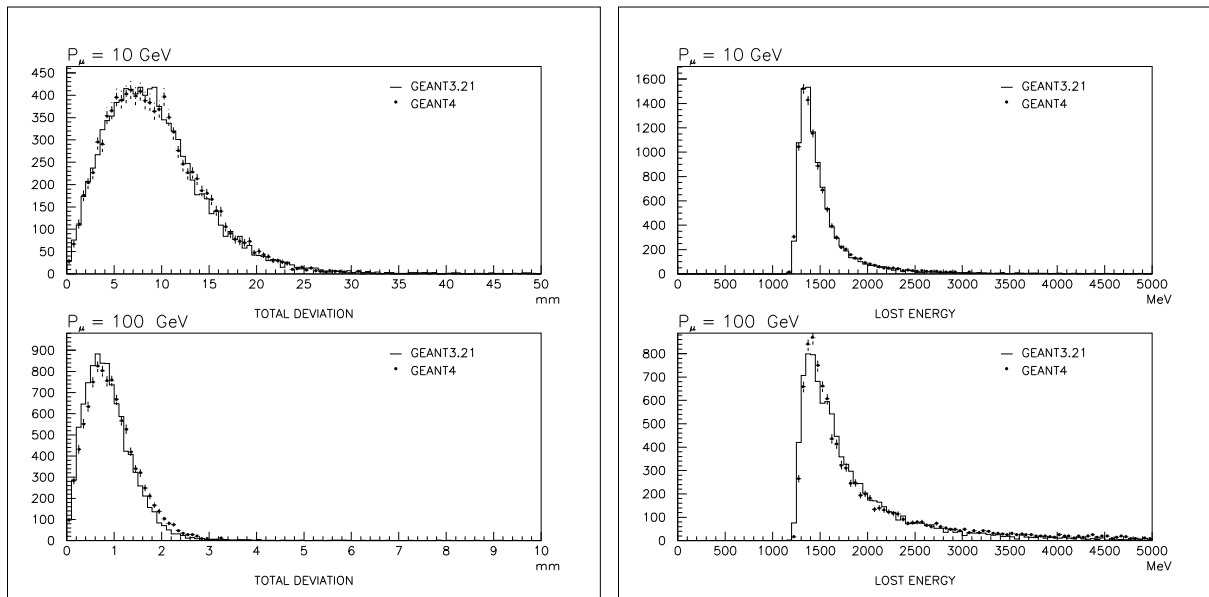 P_μ = 10 GeV
450
400
350
300
250
200
150
100
50
0
GEANT3.21
GEANT4
0 5 10 15 20 25 30 35 40 45 50
mm
TOTAL DEVIATION
P_μ = 100 GeV
900
800
700
600
500
400
300
200
100
0
GEANT3.21
GEANT4
0 1 2 3 4 5 6 7 8 9 10
mm
TOTAL DEVIATION
P_μ = 10 GeV
1600
1400
1200
1000
800
600
400
200
0
GEANT3.21
GEANT4
0 500 1000 1500 2000 2500 3000 3500 4000 4500 5000
MeV
LOST ENERGY
P_μ = 100 GeV
800
700
600
500
400
300
200
100
0
GEANT3.21
GEANT4
0 500 1000 1500 2000 2500 3000 3500 4000 4500 5000
MeV
LOST ENERGY